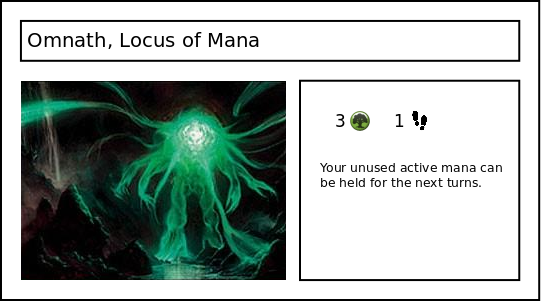 Omnath, Locus of Mana
3 1
Your unused active mana can
be held for the next turns.